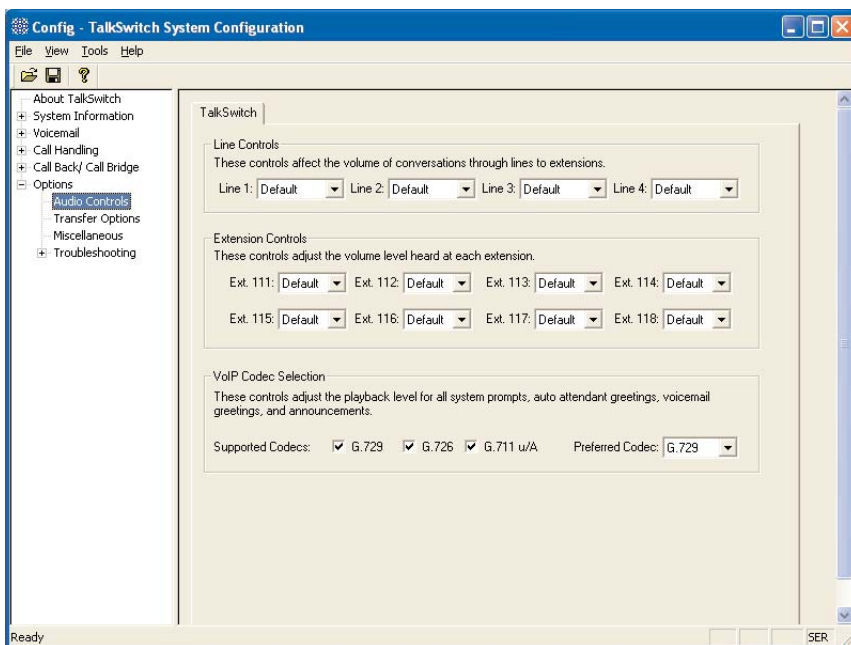 Config - TalkSwitch System Configuration
File View Tools Help
About TalkSwitch
System Information
Voicemail
Call Handling
Call Back/ Call Bridge
Options
Audio Controls
Transfer Options
Miscellaneous
Troubleshooting
TalkSwitch
Line Controls
These controls affect the volume of conversations through lines to extensions.
Line 1: Default Line 2: Default Line 3: Default Line 4: Default
Extension Controls
These controls adjust the volume level heard at each extension.
Ext. 111: Default Ext. 112: Default Ext. 113: Default Ext. 114: Default
Ext. 115: Default Ext. 116: Default Ext. 117: Default Ext. 118: Default
VoIP Codec Selection
These controls adjust the playback level for all system prompts, auto attendant greetings, voicemail
greetings, and announcements.
Supported Codecs: G.729 G.726 G.711 u/A Preferred Codec: G.729
Ready SER